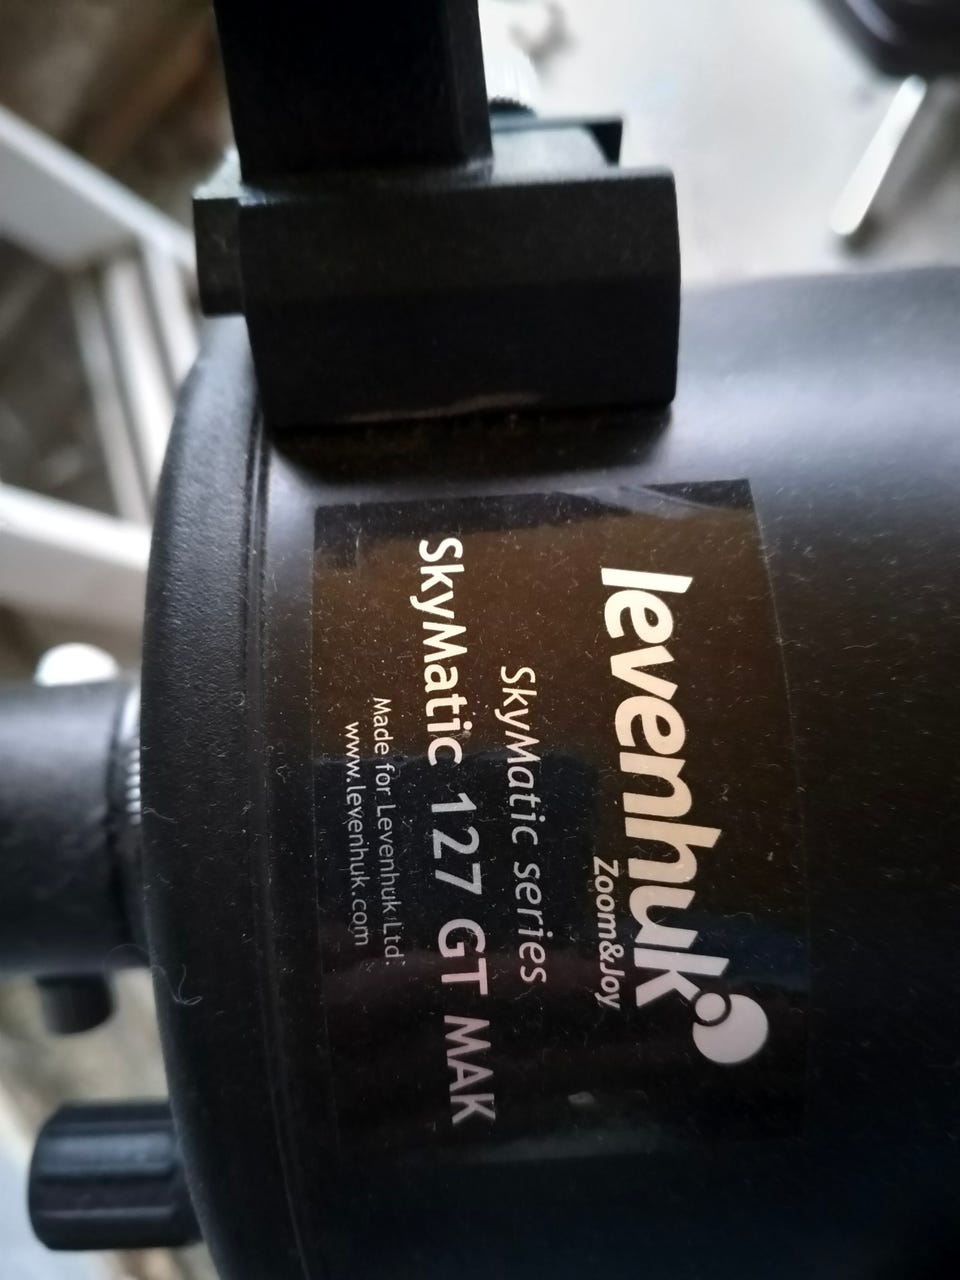 levenhuk
Zoom&Joy
SkyMatic series
SkyMatic 127 GT MAK
Made for Levenhuk Ltd.
www.levenhuk.com